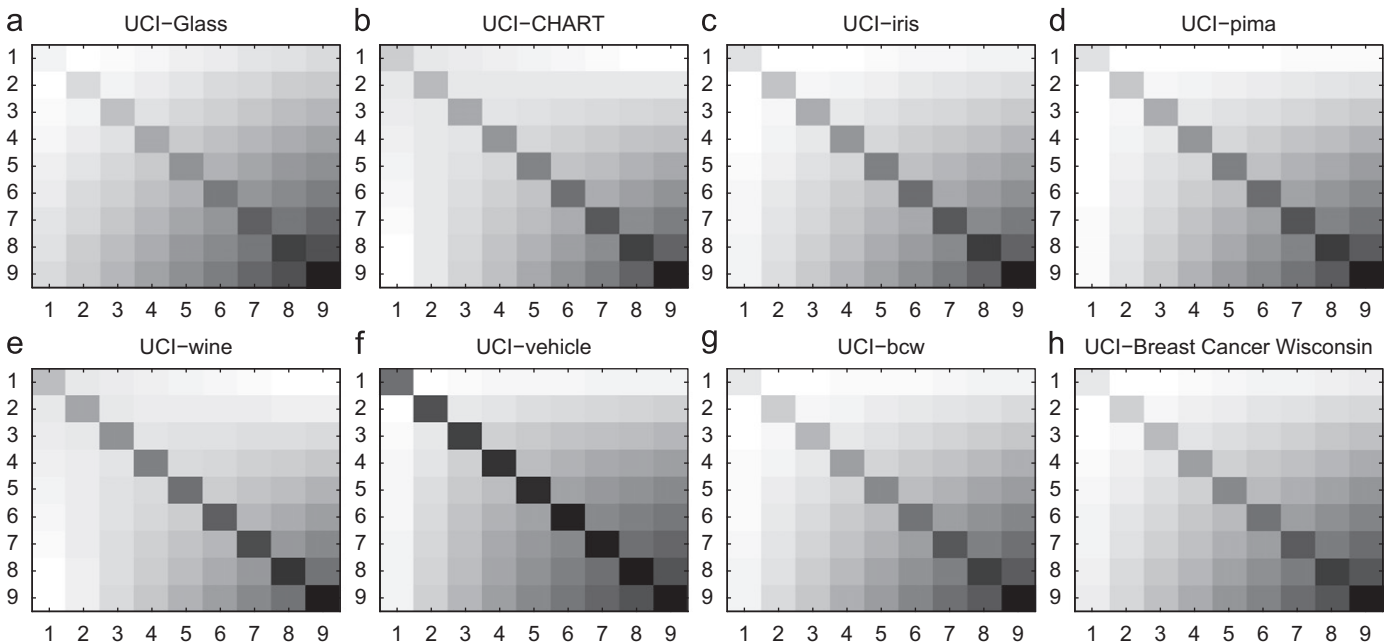 a UCI−Glass b UCI−CHART c UCI−iris d UCI−pima
1 1 1 1
2 2 2 2
3 3 3 3
4 4 4 4
5 5 5 5
6 6 6 6
7 7 7 7
8 8 8 8
9 9 9 9
1 2 3 4 5 6 7 8 9 1 2 3 4 5 6 7 8 9 1 2 3 4 5 6 7 8 9 1 2 3 4 5 6 7 8 9
e UCI−wine f UCI−vehicle g UCI−bcw h UCI−Breast Cancer Wisconsin
1 1 1 1
2 2 2 2
3 3 3 3
4 4 4 4
5 5 5 5
6 6 6 6
7 7 7 7
8 8 8 8
9 9 9 9
1 2 3 4 5 6 7 8 9 1 2 3 4 5 6 7 8 9 1 2 3 4 5 6 7 8 9 1 2 3 4 5 6 7 8 9